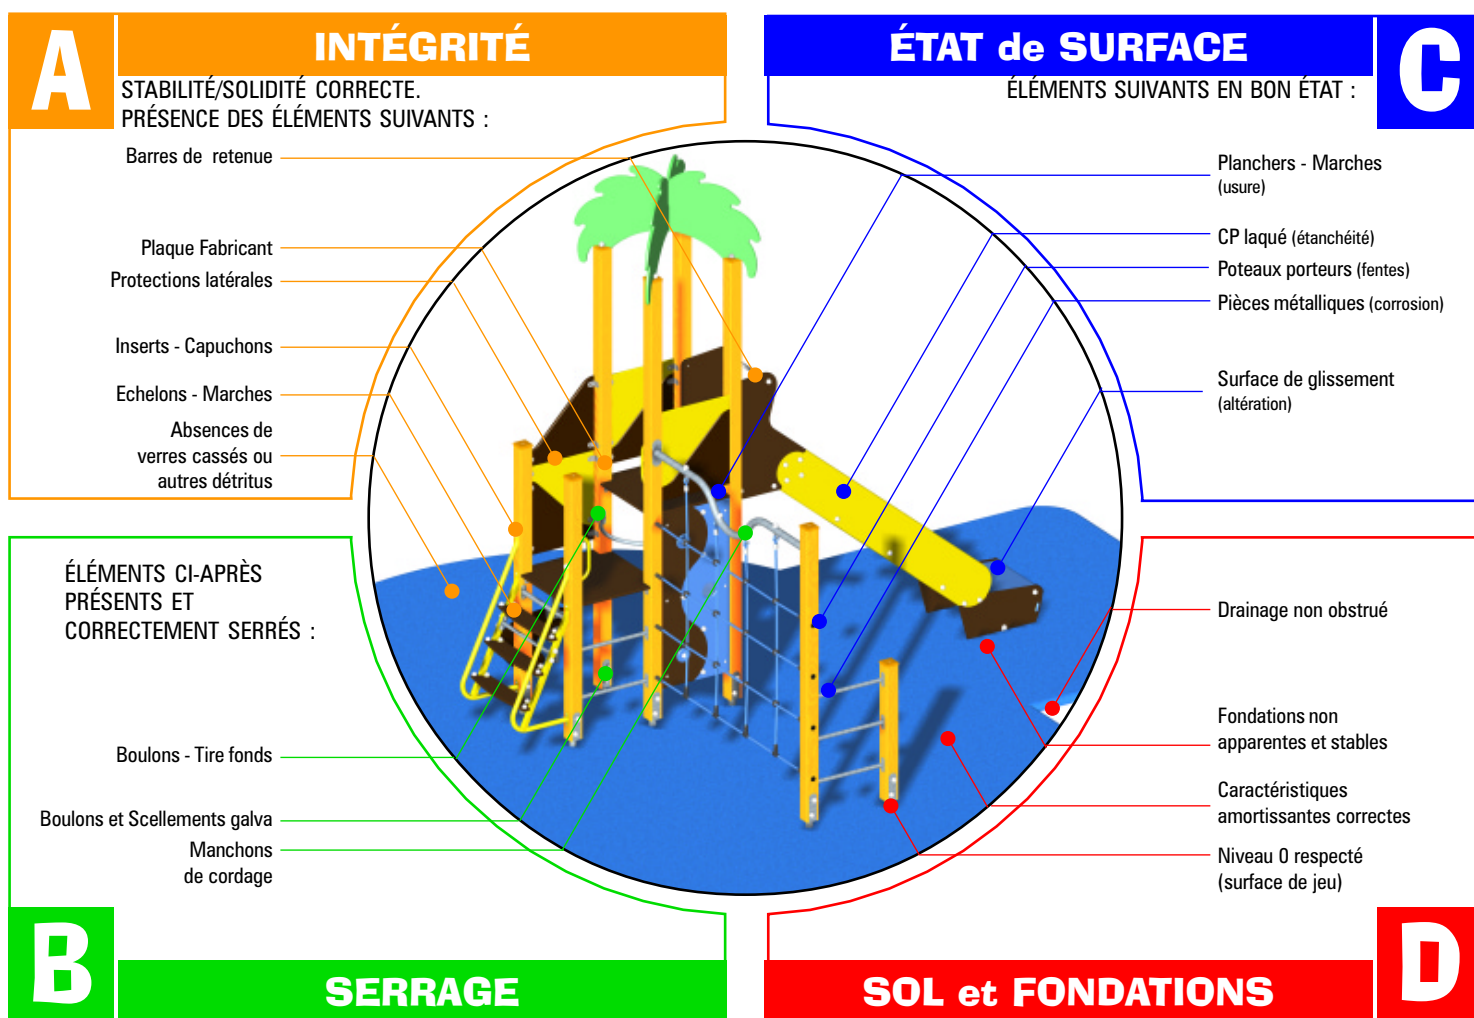 A
INTÉGRITÉ
STABILITÉ/SOLIDITÉ CORRECTE.
PRÉSENCE DES ÉLÉMENTS SUIVANTS :
Barres de retenue
Plaque Fabricant
Protections latérales
Inserts - Capuchons
Echelons - Marches
Absences de
verres cassés ou
autres détritus
ÉTAT de SURFACE
C
ÉLÉMENTS SUIVANTS EN BON ÉTAT :
Planchers - Marches
(usure)
CP laqué (étanchéité)
Poteaux porteurs (fentes)
Pièces métalliques (corrosion)
Surface de glissement
(altération)
ÉLÉMENTS CI-APRÈS
PRÉSENTS ET
CORRECTEMENT SERRÉS :
Boulons - Tire fonds
Boulons et Scellements galva
Manchons
de cordage
B
SERRAGE
Drainage non obstrué
Fondations non
apparentes et stables
Caractéristiques
amortissantes correctes
Niveau 0 respecté
(surface de jeu)
SOL et FONDATIONS
D